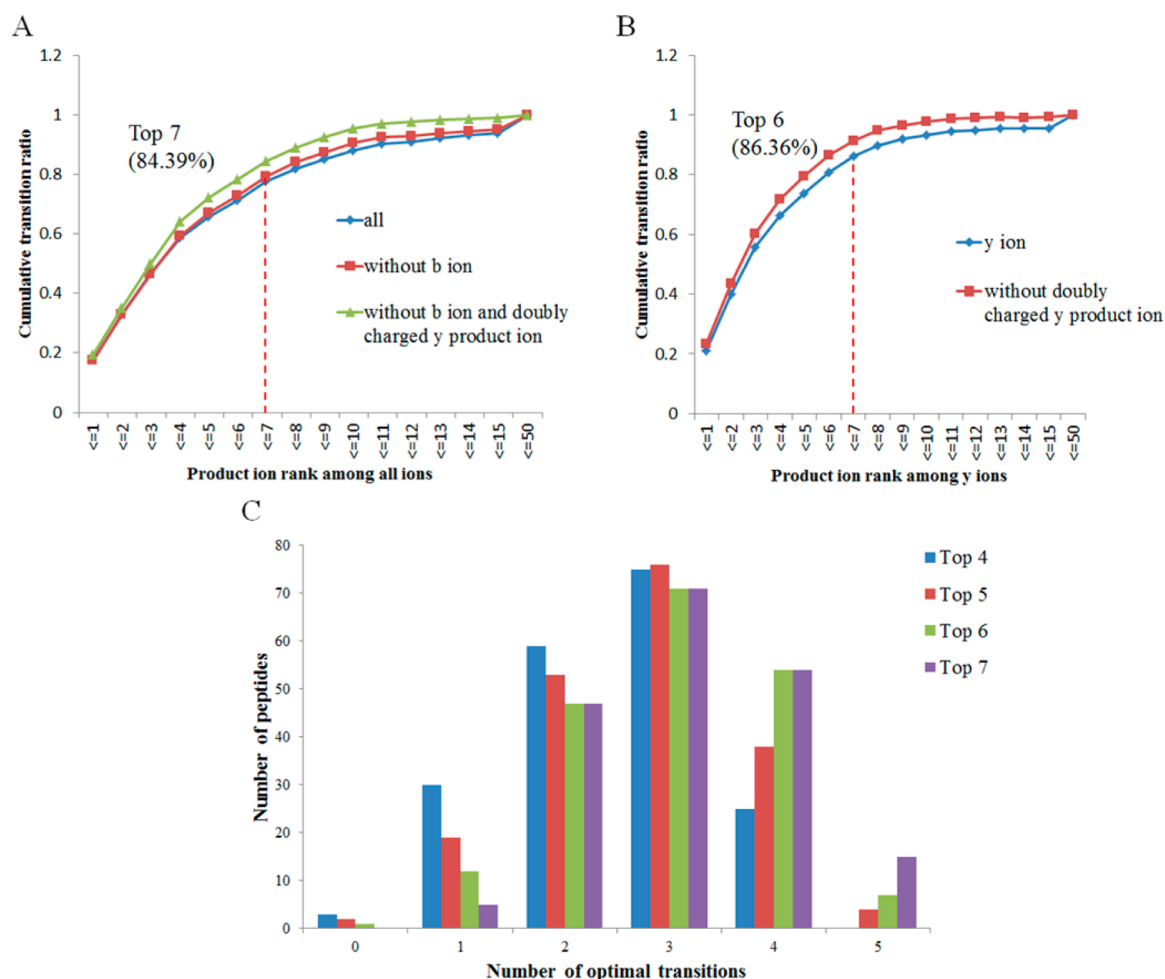 A
Cumulative transition ratio
1.2
1
0.8
0.6
0.4
0.2
0
Top 7
(84.39%)
all
without b ion
without b ion and doubly
charged y product ion
<=1
<=2
<=3
<=4
<=5
<=6
<=7
<=8
<=9
<=10
<=11
<=12
<=13
<=14
<=15
<=50
Product ion rank among all ions
B
Cumulative transition ratio
1.2
1
0.8
0.6
0.4
0.2
0
Top 6
(86.36%)
y ion
without doubly
charged y product ion
<=1
<=2
<=3
<=4
<=5
<=6
<=7
<=8
<=9
<=10
<=11
<=12
<=13
<=14
<=15
<=50
Product ion rank among y ions
C
Number of peptides
80
70
60
50
40
30
20
10
0
Top 4
Top 5
Top 6
Top 7
0 1 2 3 4 5
Number of optimal transitions